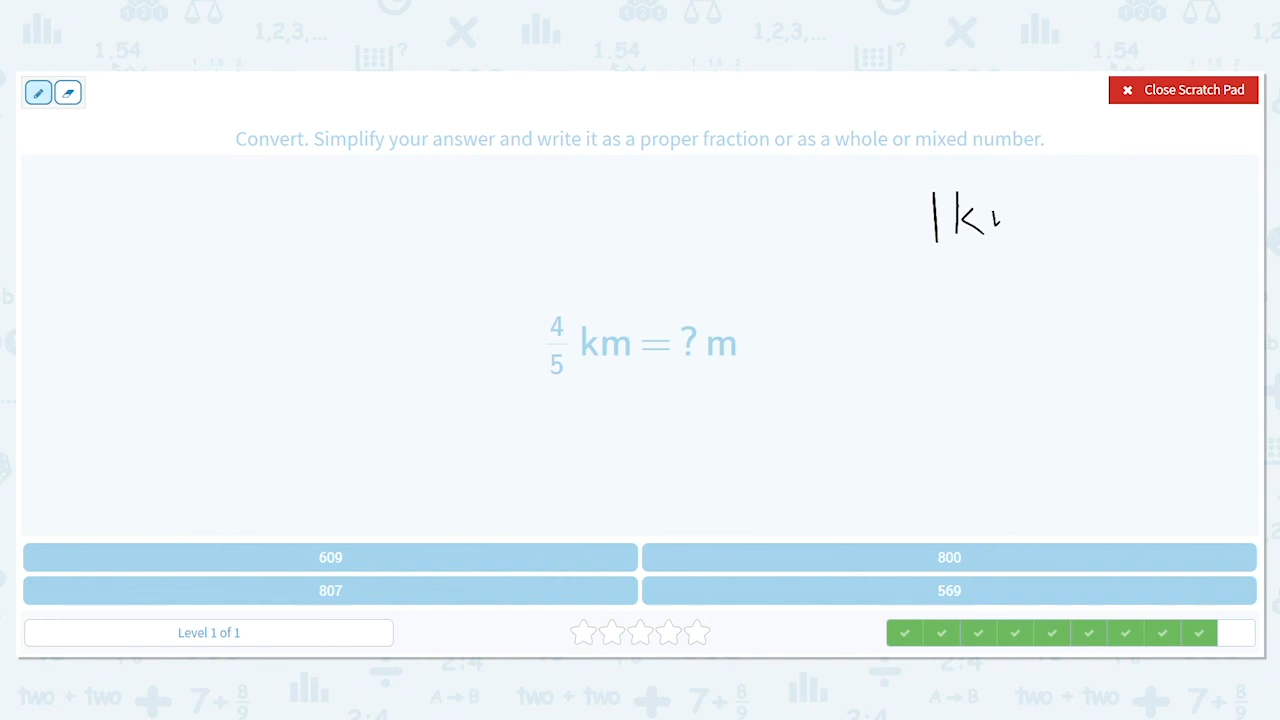 Close Scratch Pad
Convert. Simplify your answer and write it as a proper fraction or as a whole or mixed number.
1k
4/5 km = ? m
609
800
807
569
Level 1 of 1